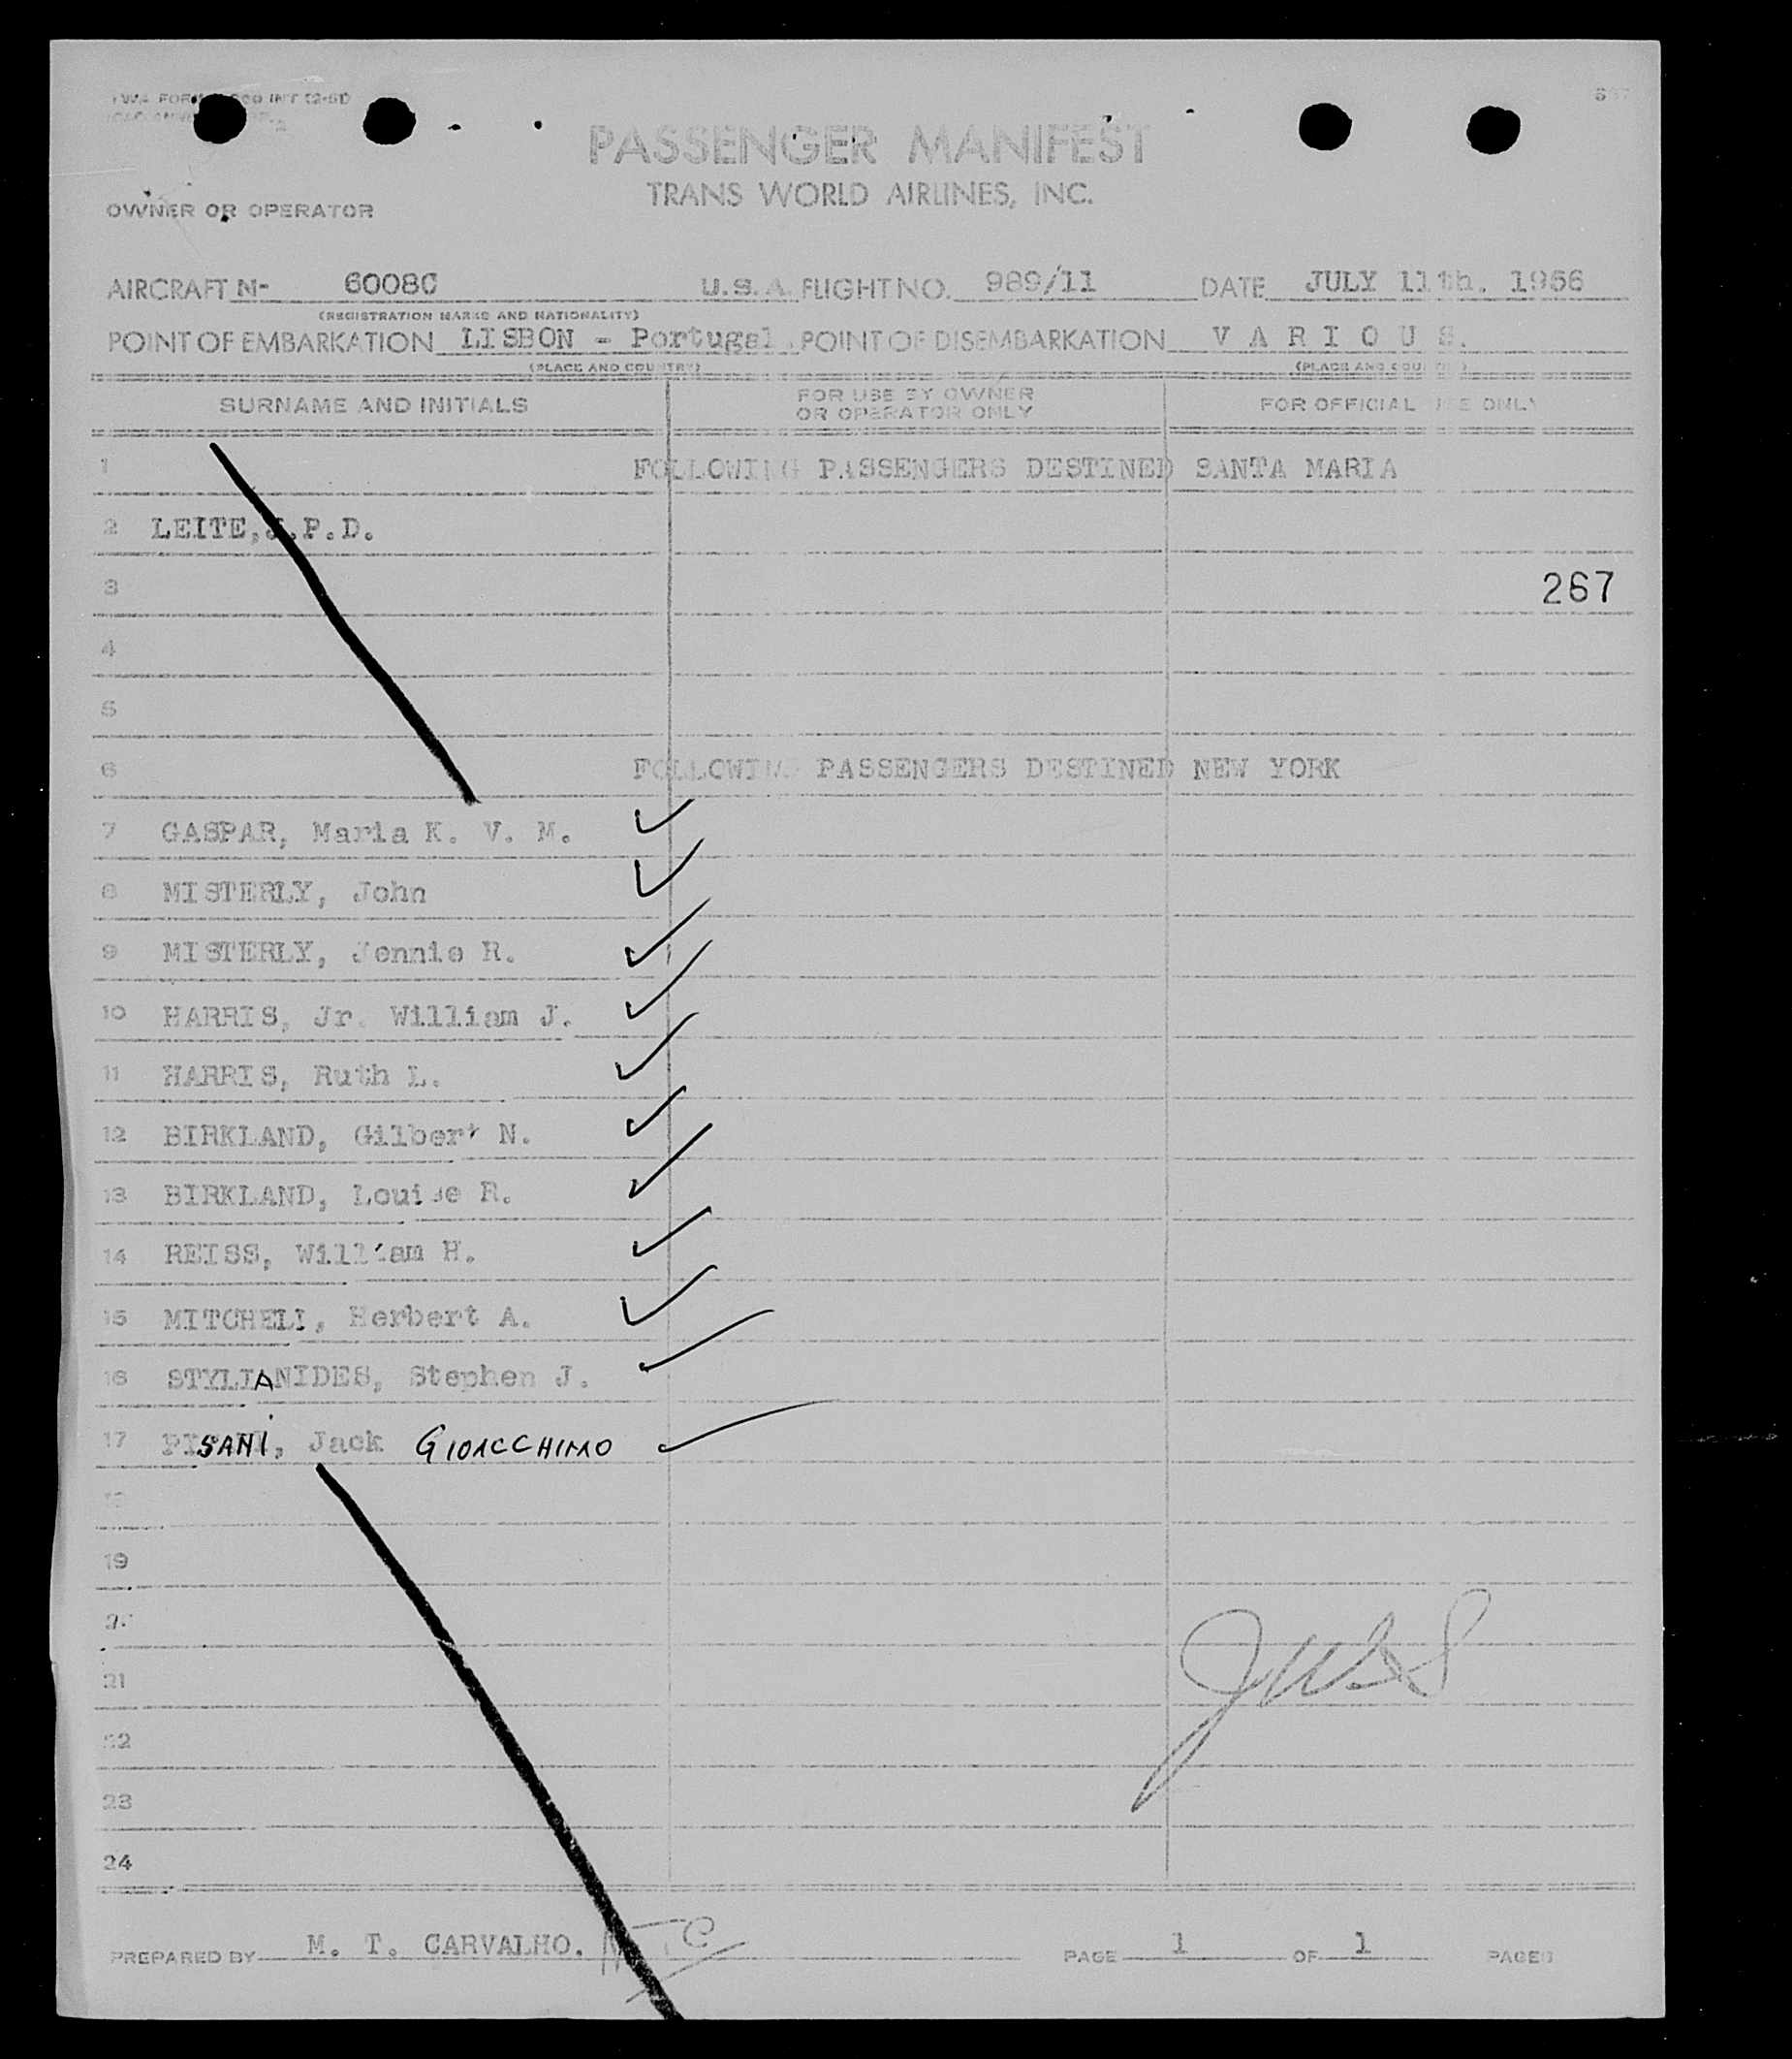 PASSENGER MANIFEST
TRANS WORLD AIRLINES, INC.
OWNER OR OPERATOR
AIRCRAFT N- 6008C U.S.A. FLIGHT NO. 989/11 DATE JULY 11th. 1956
(REGISTRATION MARKS AND NATIONALITY)
POINT OF EMBARKATION LISBON - Portugal. POINT OF DISEMBARKATION V A R I O U S.
(PLACE AND COUNTRY) (PLACE AND COUNTRY)
SURNAME AND INITIALS FOR USE BY OWNER OR OPERATOR ONLY FOR OFFICIAL USE ONLY
1 FOLLOWING PASSENGERS DESTINED SANTA MARIA
2 LEITE, J.P.D.
3 267
4
5
6 FOLLOWING PASSENGERS DESTINED NEW YORK
7 GASPAR, Maria K. V. M.
8 MISTERLY, John
9 MISTERLY, Jennie R.
10 HARRIS, Jr. William J.
11 HARRIS, Ruth L.
12 BIRKLAND, Gilbert N.
13 BIRKLAND, Louise R.
14 REISS, William H.
15 MITCHELL, Herbert A.
16 STYLIANIDES, Stephen J.
17 PISANI, Jack GIOACCHINO
19
21
22
23
24
PREPARED BY M. T. CARVALHO. PAGE 1 OF 1 PAGES